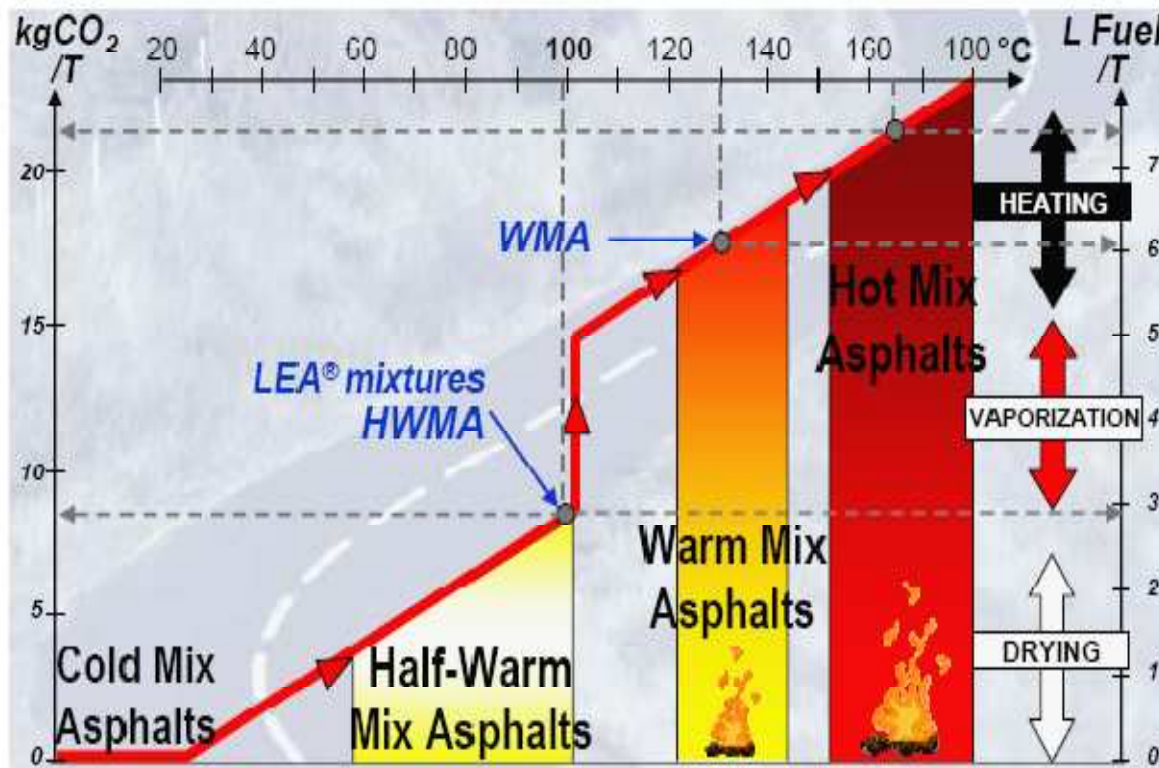 kgCO₂
/T
20 40 60 80 100 120 140 160 100 °C
L Fuel
/T
20
15
10
5
0
7
6
5
4
3
2
1
0
HEATING
WMA
Hot Mix
Asphalts
LEA® mixtures
HWMA
VAPORIZATION
Warm Mix
Asphalts
DRYING
Cold Mix
Asphalts
Half-Warm
Mix Asphalts